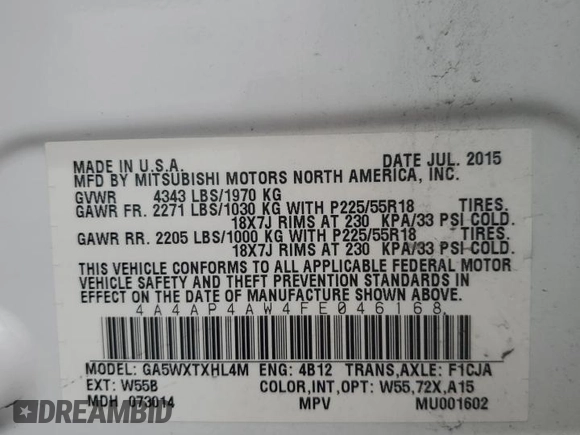 MADE IN U.S.A. DATE JUL. 2015
MFD BY MITSUBISHI MOTORS NORTH AMERICA, INC.
GVWR 4343 LBS/1970 KG
GAWR FR. 2271 LBS/1030 KG WITH P225/55R18 TIRES.
18X7J RIMS AT 230 KPA/33 PSI COLD.
GAWR RR. 2205 LBS/1000 KG WITH P225/55R18 TIRES.
18X7J RIMS AT 230 KPA/33 PSI COLD.
THIS VEHICLE CONFORMS TO ALL APPLICABLE FEDERAL MOTOR
VEHICLE SAFETY AND THEFT PREVENTION STANDARDS IN
EFFECT ON THE DATE OF MANUFACTURE SHOWN ABOVE.
4A4AP4AW4FE046168
MODEL: GA5WXTXHL4M ENG: 4B12 TRANS,AXLE: F1CJA
EXT: W55B COLOR,INT,OPT: W55,72X,A15
MDH 073014 MPV MU001602
DREAMBID